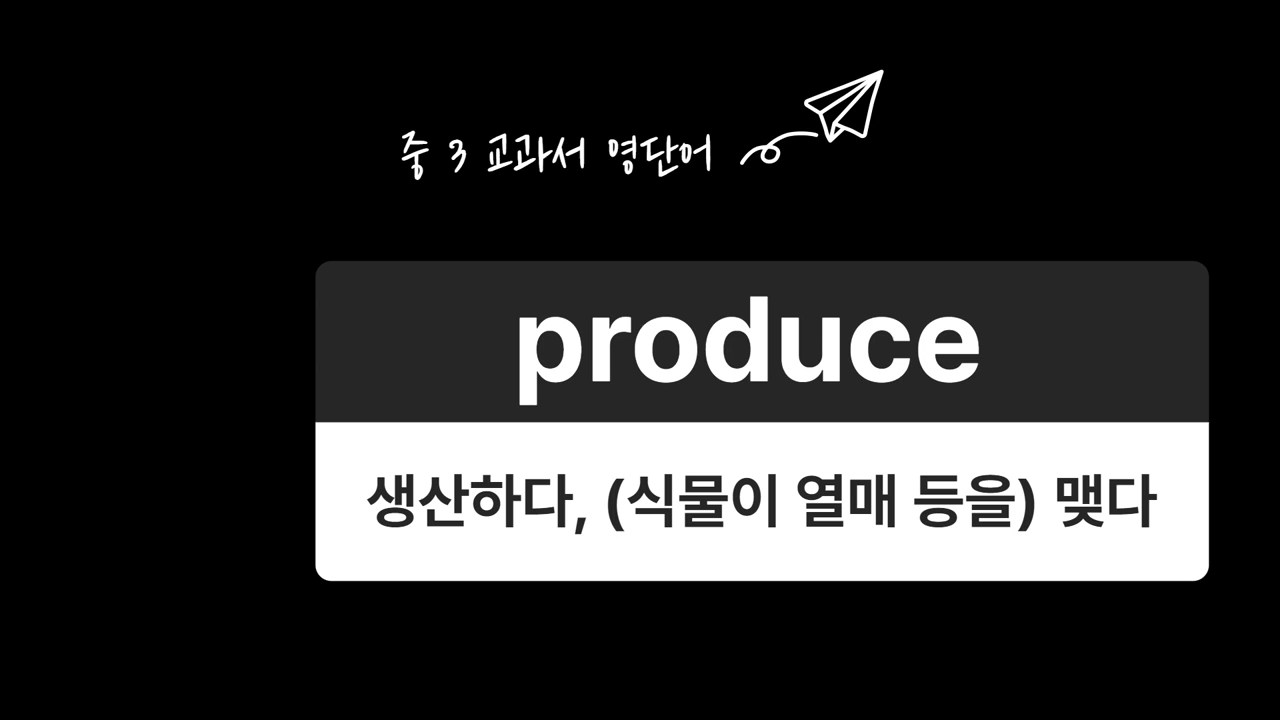 중 3 교과서 영단어
produce
생산하다, (식물이 열매 등을) 맺다